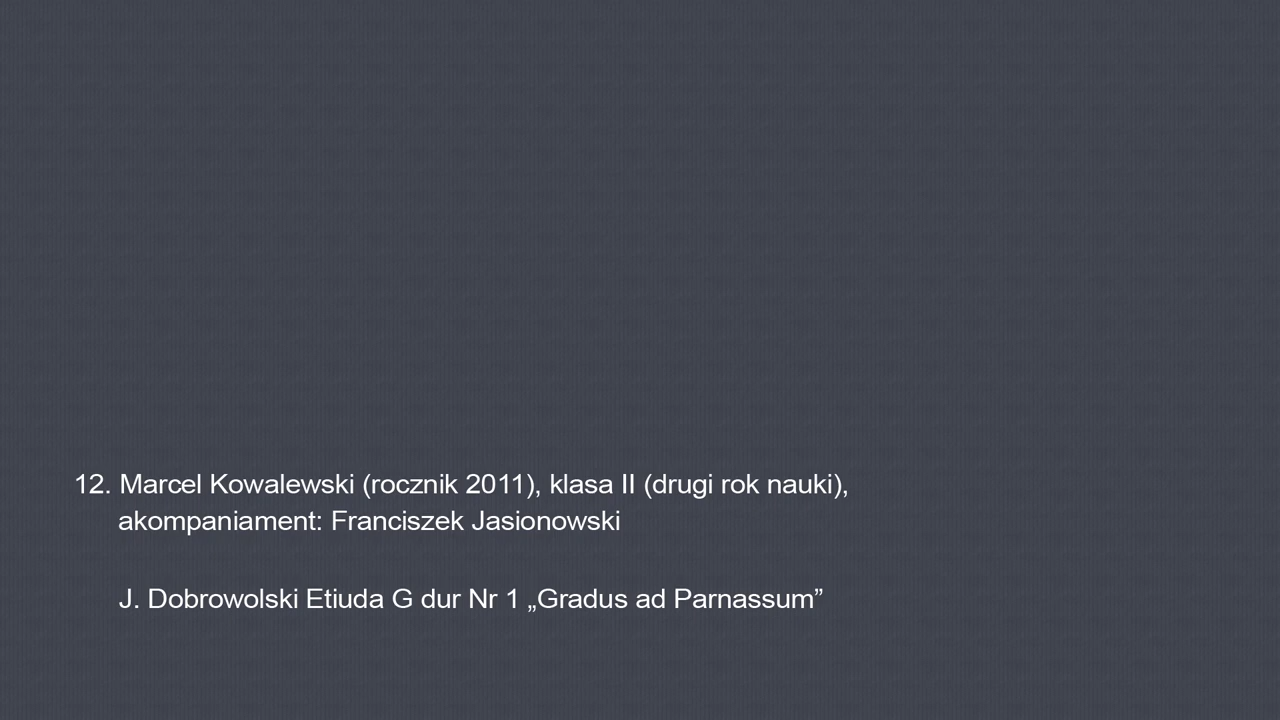 12. Marcel Kowalewski (rocznik 2011), klasa II (drugi rok nauki),
akompaniament: Franciszek Jasionowski
J. Dobrowolski Etiuda G dur Nr 1 „Gradus ad Parnassum”